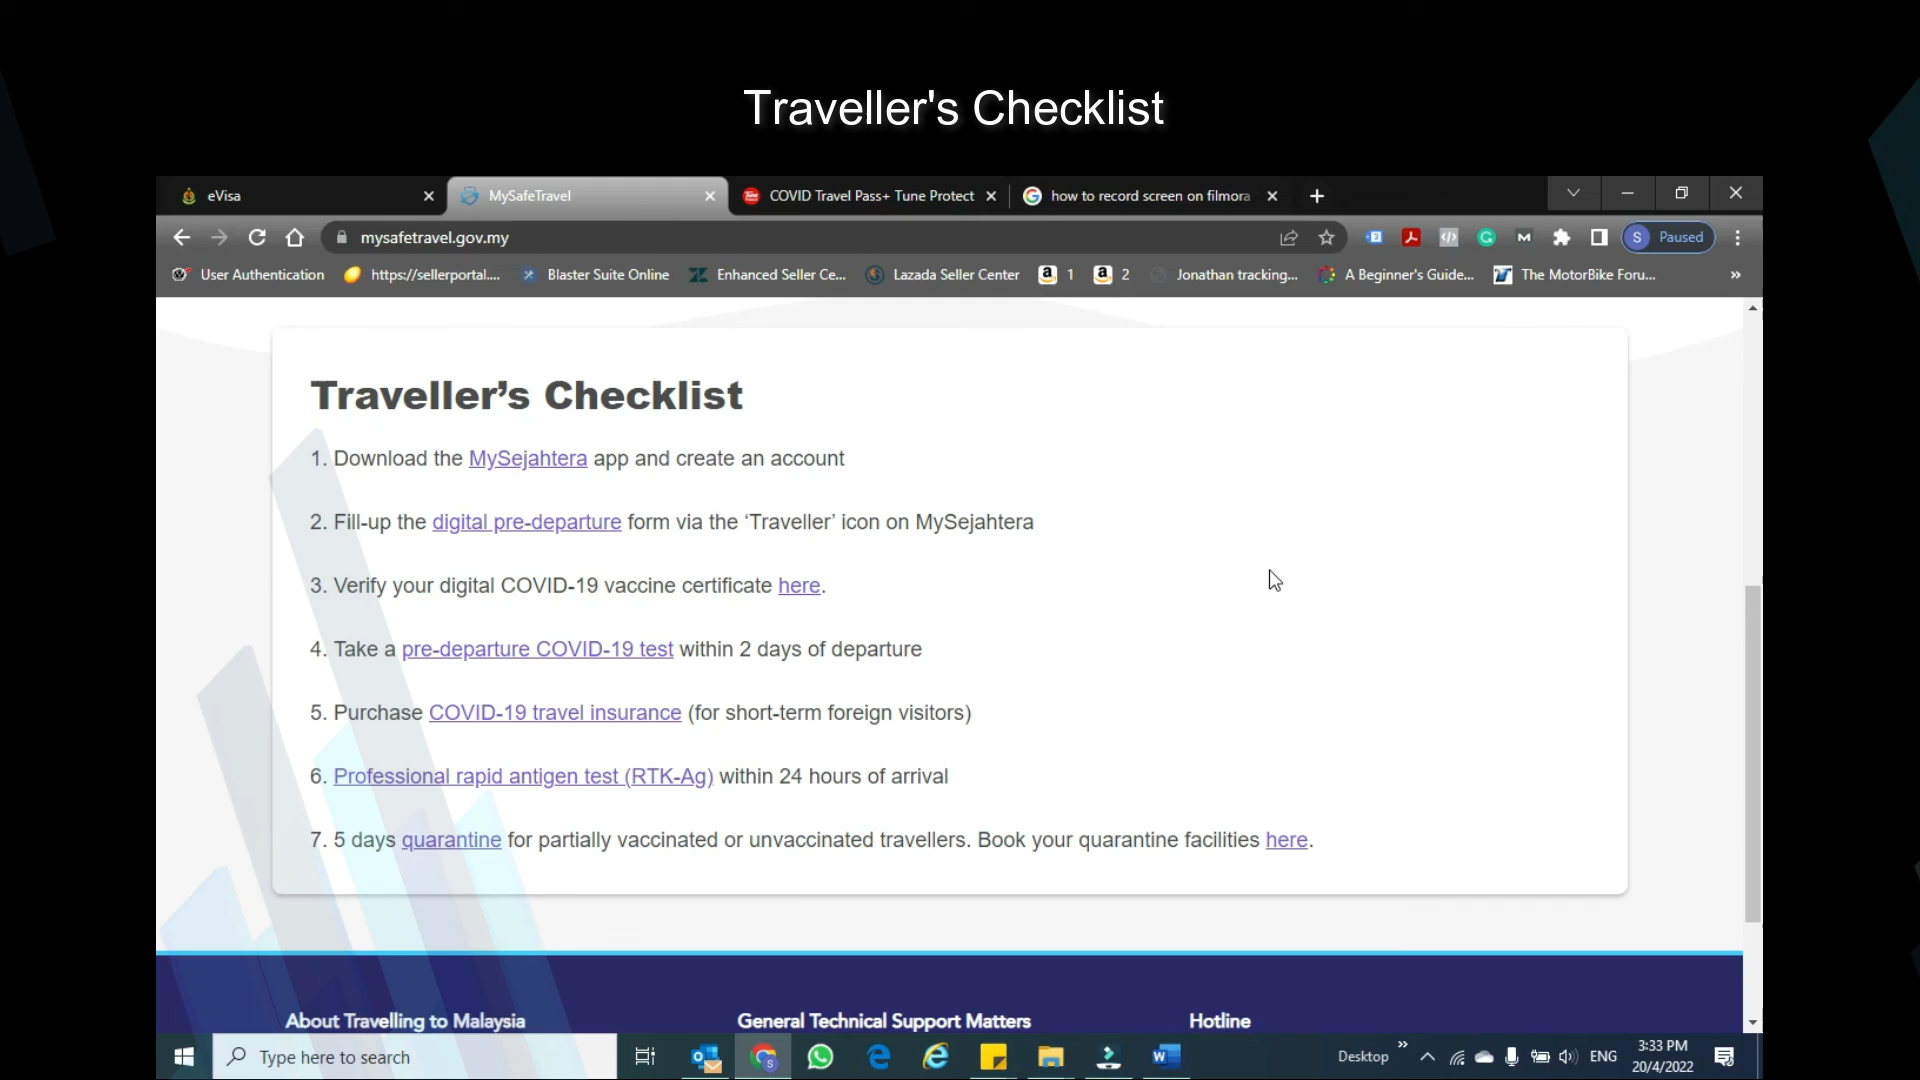 Traveller's Checklist
eVisa
MySafeTravel
COVID Travel Pass+ Tune Protect
how to record screen on filmora
mysafetravel.gov.my
S Paused
User Authentication
https://sellerportal....
Blaster Suite Online
Enhanced Seller Ce...
Lazada Seller Center
1
2
Jonathan tracking...
A Beginner's Guide...
The MotorBike Foru...
Traveller’s Checklist
1. Download the MySejahtera app and create an account
2. Fill-up the digital pre-departure form via the ‘Traveller’ icon on MySejahtera
3. Verify your digital COVID-19 vaccine certificate here.
4. Take a pre-departure COVID-19 test within 2 days of departure
5. Purchase COVID-19 travel insurance (for short-term foreign visitors)
6. Professional rapid antigen test (RTK-Ag) within 24 hours of arrival
7. 5 days quarantine for partially vaccinated or unvaccinated travellers. Book your quarantine facilities here.
About Travelling to Malaysia
General Technical Support Matters
Hotline
Type here to search
Desktop
ENG
3:33 PM
20/4/2022